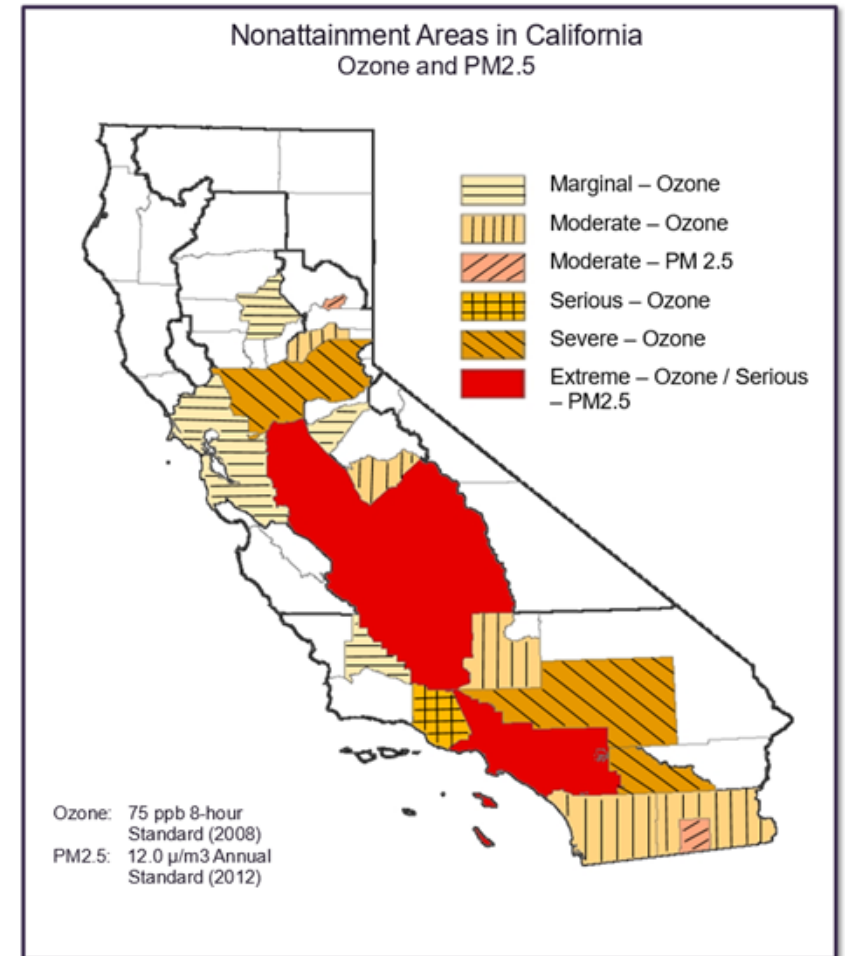 Nonattainment Areas in California
Ozone and PM2.5
Marginal – Ozone
Moderate – Ozone
Moderate – PM 2.5
Serious – Ozone
Severe – Ozone
Extreme – Ozone / Serious
– PM2.5
Ozone: 75 ppb 8-hour
Standard (2008)
PM2.5: 12.0 µ/m3 Annual
Standard (2012)